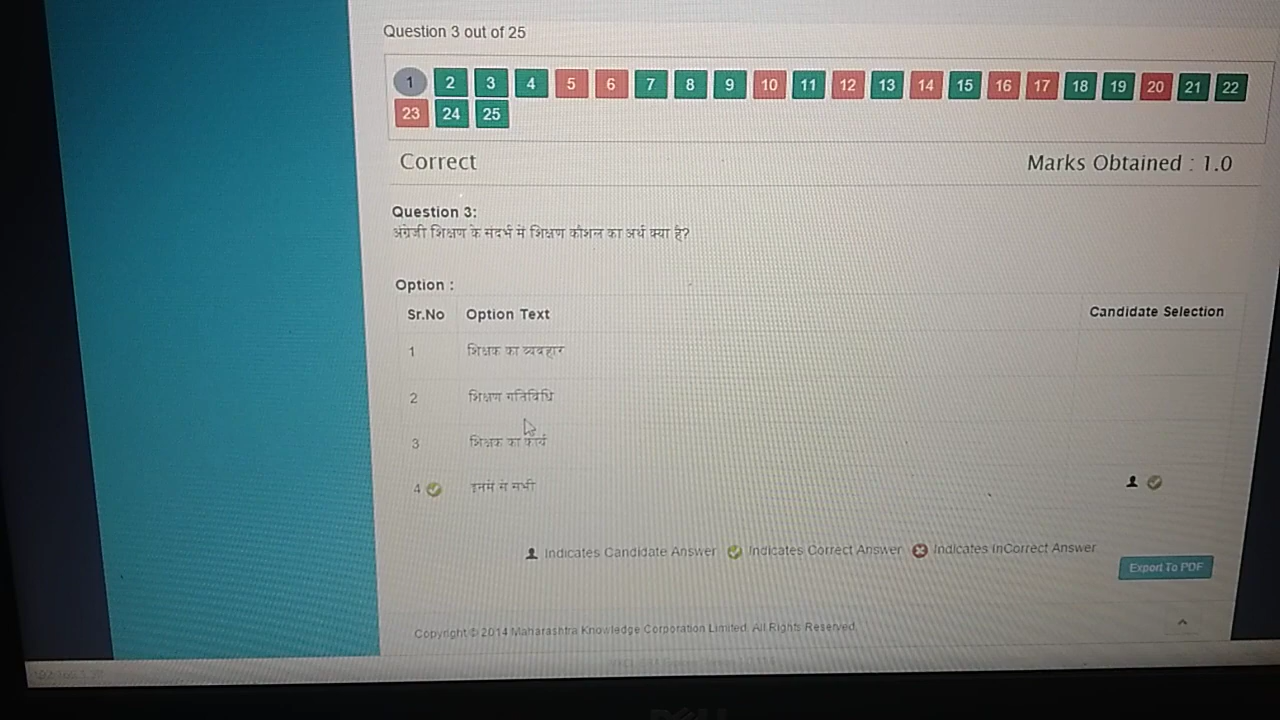 Question 3 out of 25
1 2 3 4 5 6 7 8 9 10 11 12 13 14 15 16 17 18 19 20 21 22
23 24 25
Correct Marks Obtained : 1.0
Question 3:
अंग्रेजी शिक्षण के संदर्भ में शिक्षण कौशल का अर्थ क्या है?
Option :
Sr.No Option Text Candidate Selection
1 शिक्षक का व्यवहार
2 शिक्षण गतिविधि
3 शिक्षक का कार्य
4 इनमें से सभी
Indicates Candidate Answer Indicates Correct Answer Indicates InCorrect Answer
Export To PDF
Copyright © 2014 Maharashtra Knowledge Corporation Limited. All Rights Reserved.
DELL